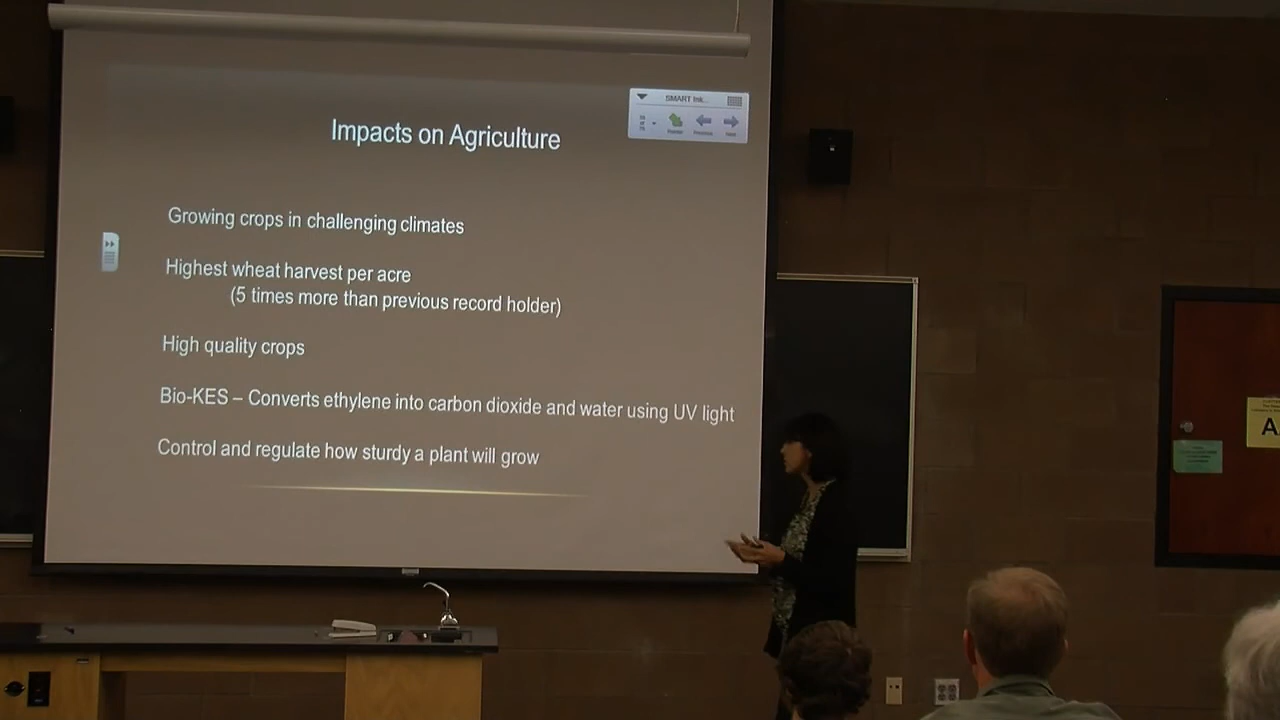 SMART Ink..
Impacts on Agriculture
Growing crops in challenging climates
Highest wheat harvest per acre
(5 times more than previous record holder)
High quality crops
Bio-KES – Converts ethylene into carbon dioxide and water using UV light
Control and regulate how sturdy a plant will grow
A